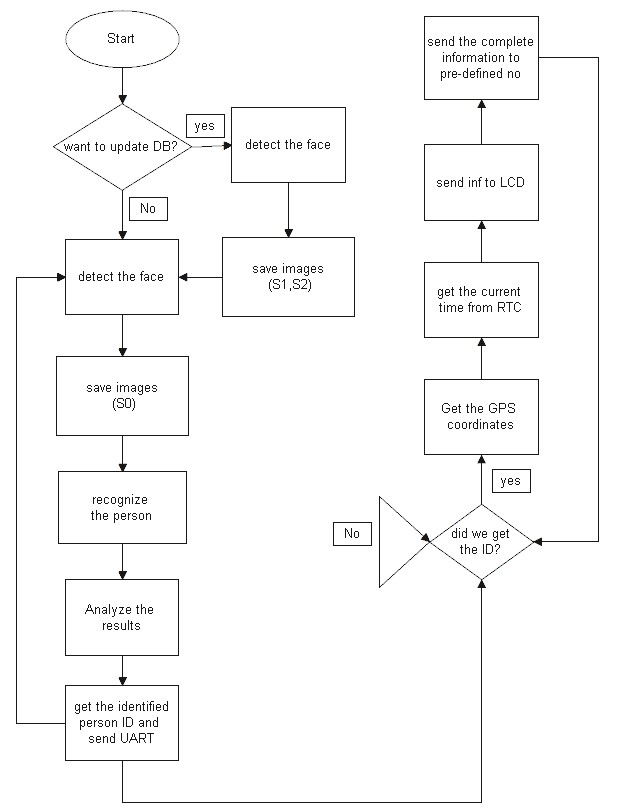 Start
want to update DB?
yes
detect the face
No
save images
(S1,S2)
detect the face
save images
(S0)
recognize
the person
Analyze the
results
get the identified
person ID and
send UART
did we get
the ID?
No
yes
Get the GPS
coordinates
get the current
time from RTC
send inf to LCD
send the complete
information to
pre-defined no